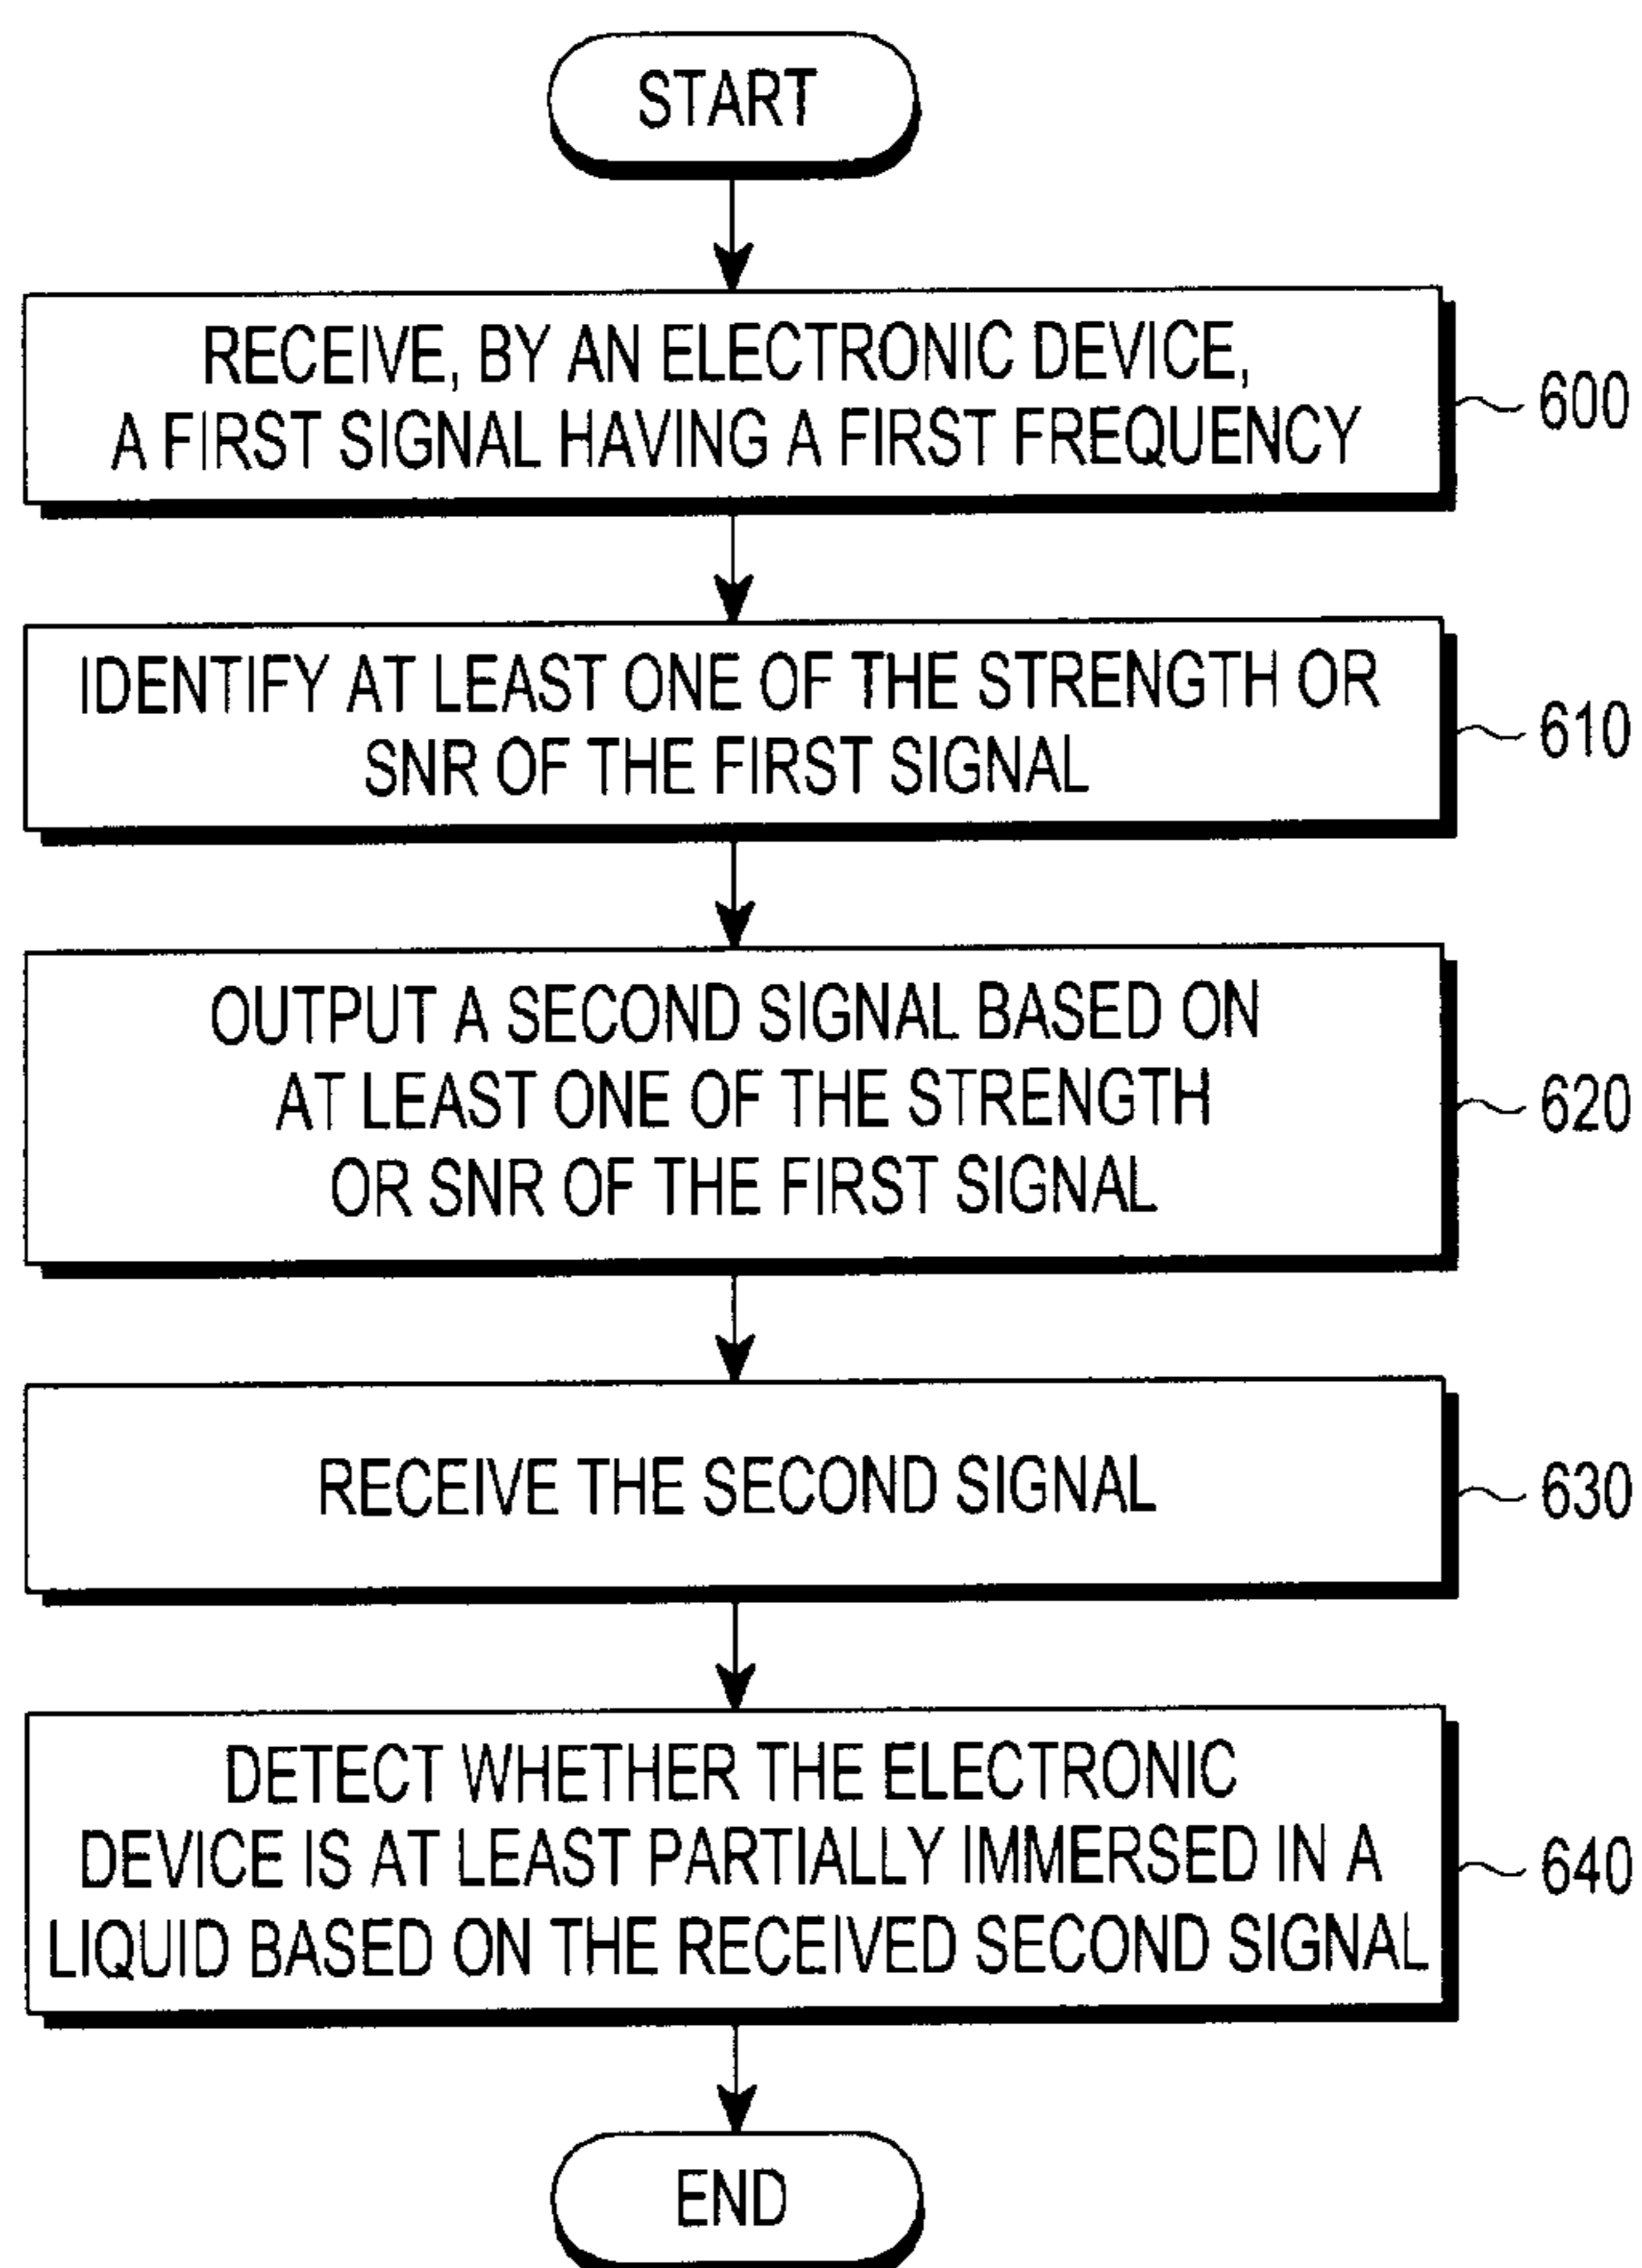 START
RECEIVE, BY AN ELECTRONIC DEVICE,
A FIRST SIGNAL HAVING A FIRST FREQUENCY
600
IDENTIFY AT LEAST ONE OF THE STRENGTH OR
SNR OF THE FIRST SIGNAL
610
OUTPUT A SECOND SIGNAL BASED ON
AT LEAST ONE OF THE STRENGTH
OR SNR OF THE FIRST SIGNAL
620
RECEIVE THE SECOND SIGNAL
630
DETECT WHETHER THE ELECTRONIC
DEVICE IS AT LEAST PARTIALLY IMMERSED IN A
LIQUID BASED ON THE RECEIVED SECOND SIGNAL
640
END